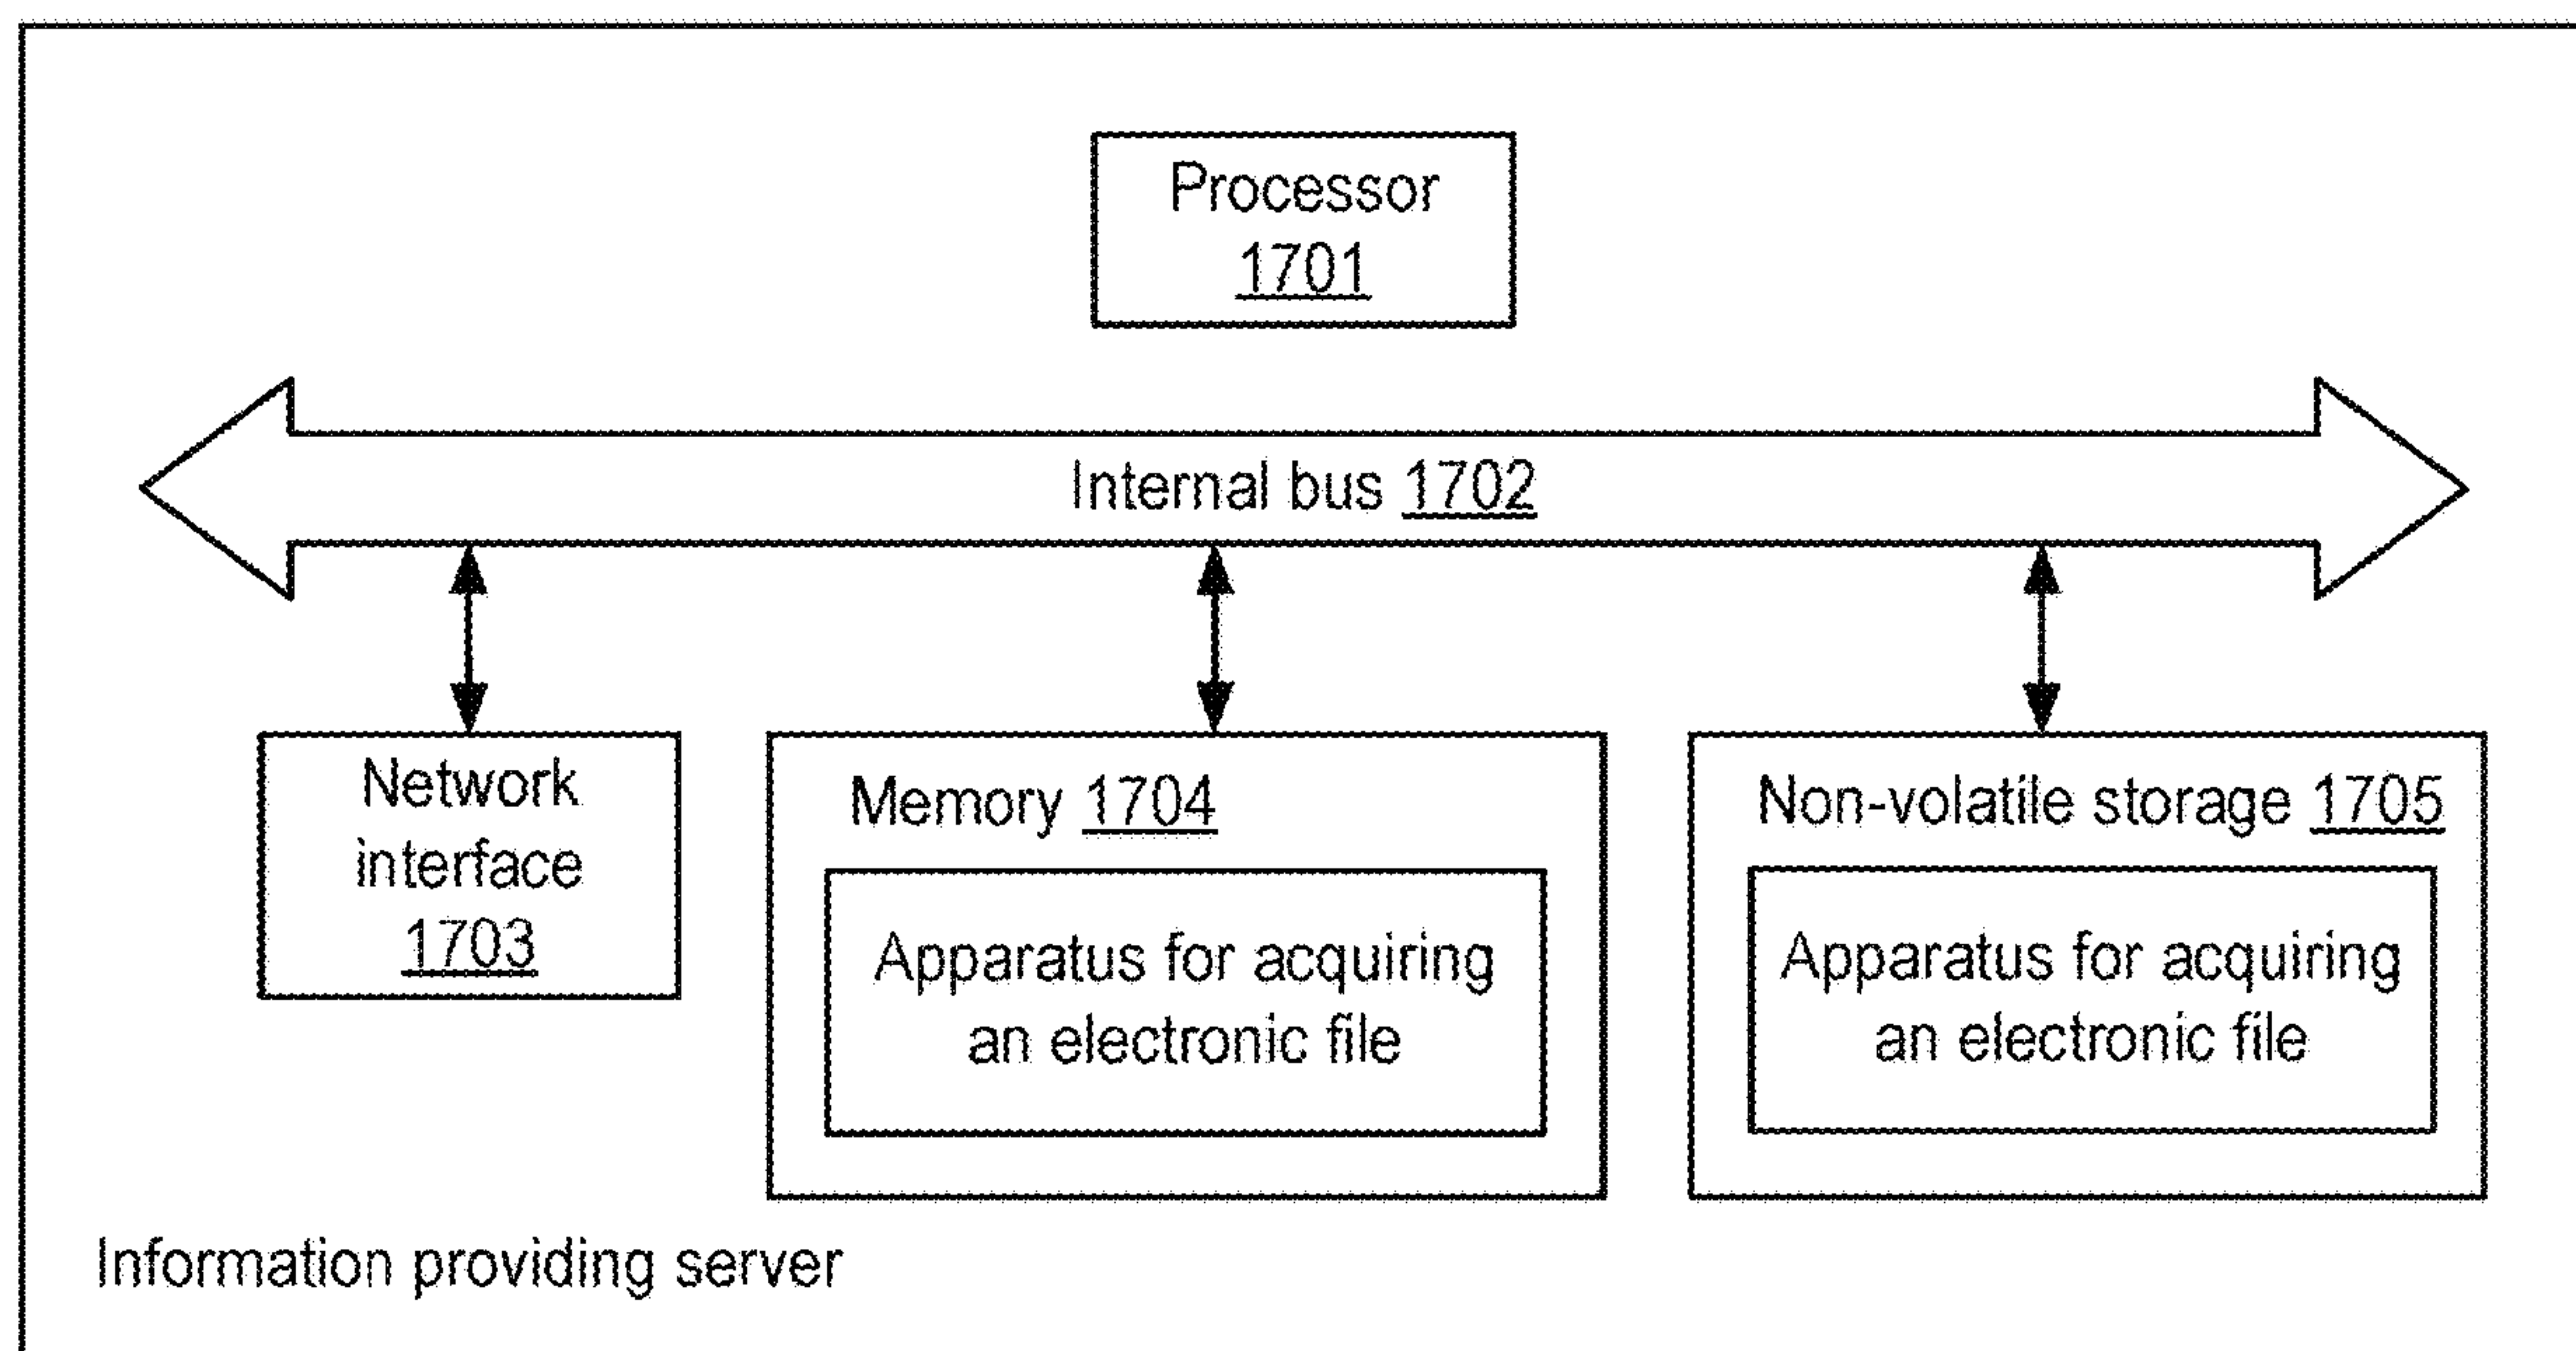 Processor
1701
Internal bus 1702
Network
interface
1703
Memory 1704
Apparatus for acquiring
an electronic file
Non-volatile storage 1705
Apparatus for acquiring
an electronic file
Information providing server